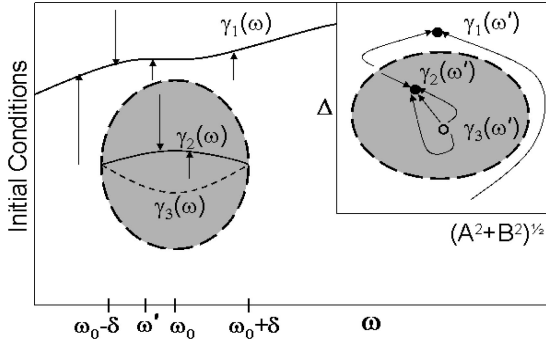 γ₁(ω)
γ₂(ω)
γ₃(ω)
Initial Conditions
ω₀-δ
ω'
ω₀
ω₀+δ
ω
γ₁(ω')
γ₂(ω')
γ₃(ω')
Δ
(A²+B²)^½